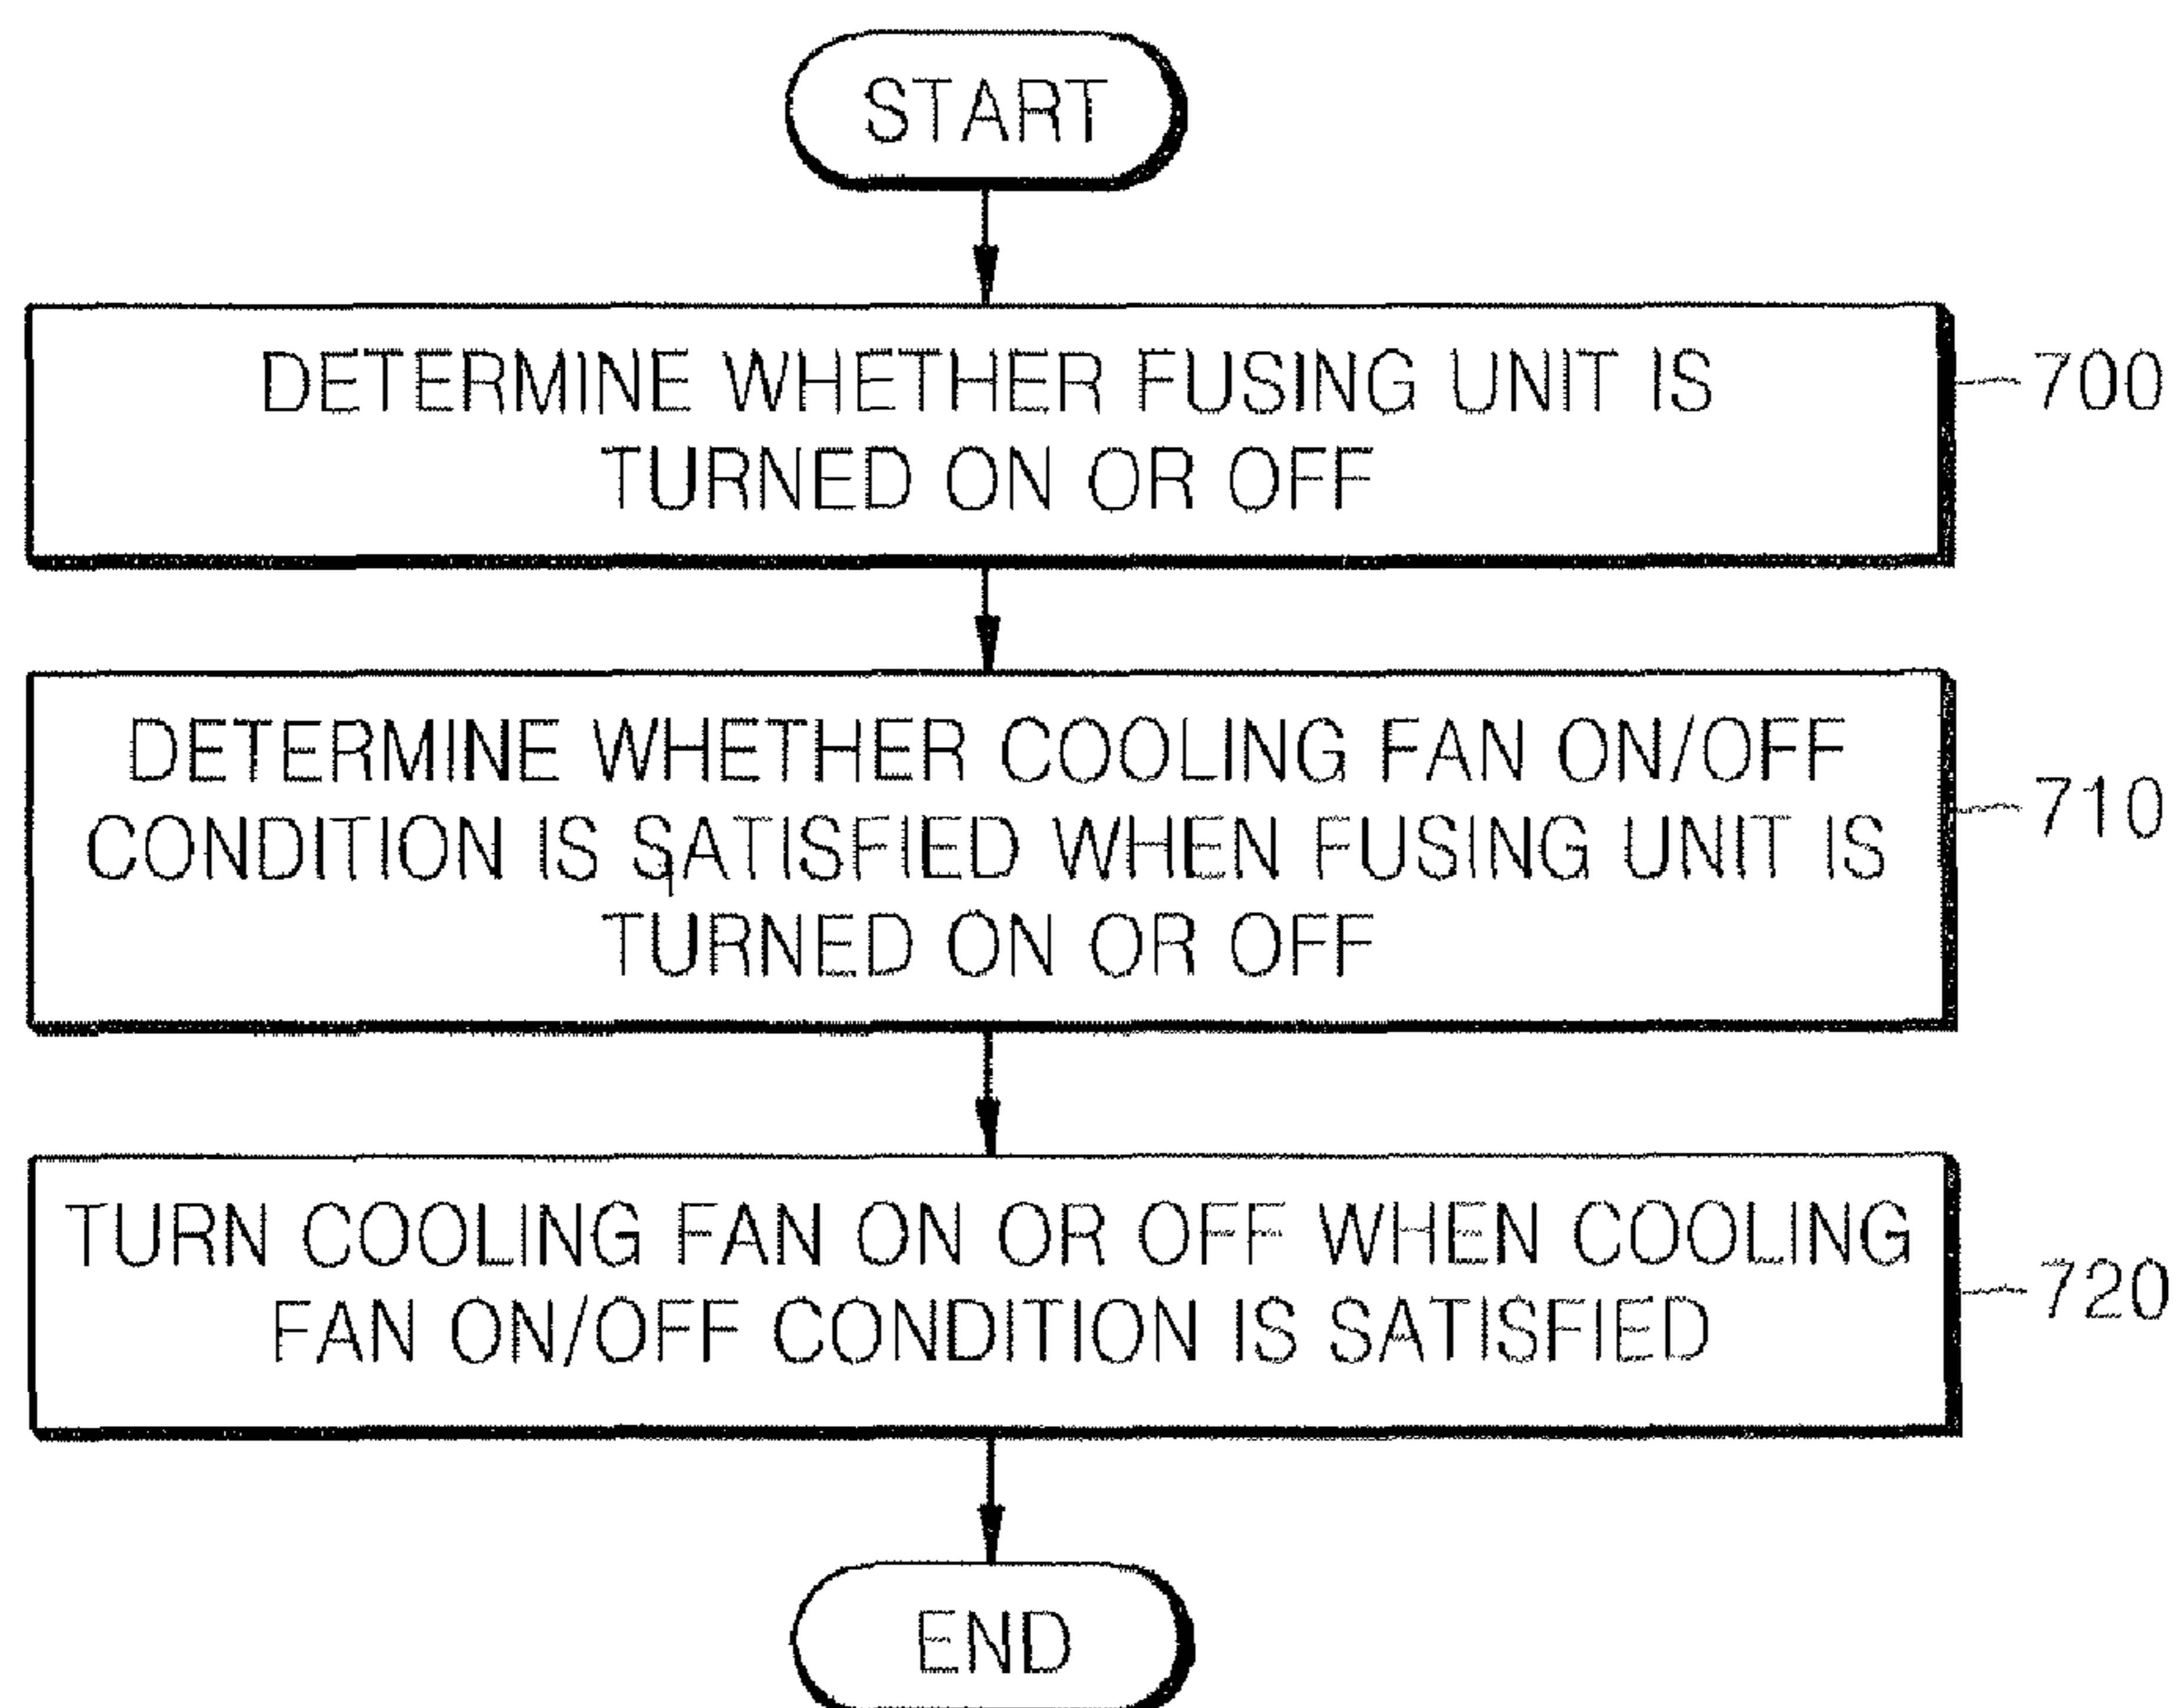 START
DETERMINE WHETHER FUSING UNIT IS
TURNED ON OR OFF
700
DETERMINE WHETHER COOLING FAN ON/OFF
CONDITION IS SATISFIED WHEN FUSING UNIT IS
TURNED ON OR OFF
710
TURN COOLING FAN ON OR OFF WHEN COOLING
FAN ON/OFF CONDITION IS SATISFIED
720
END